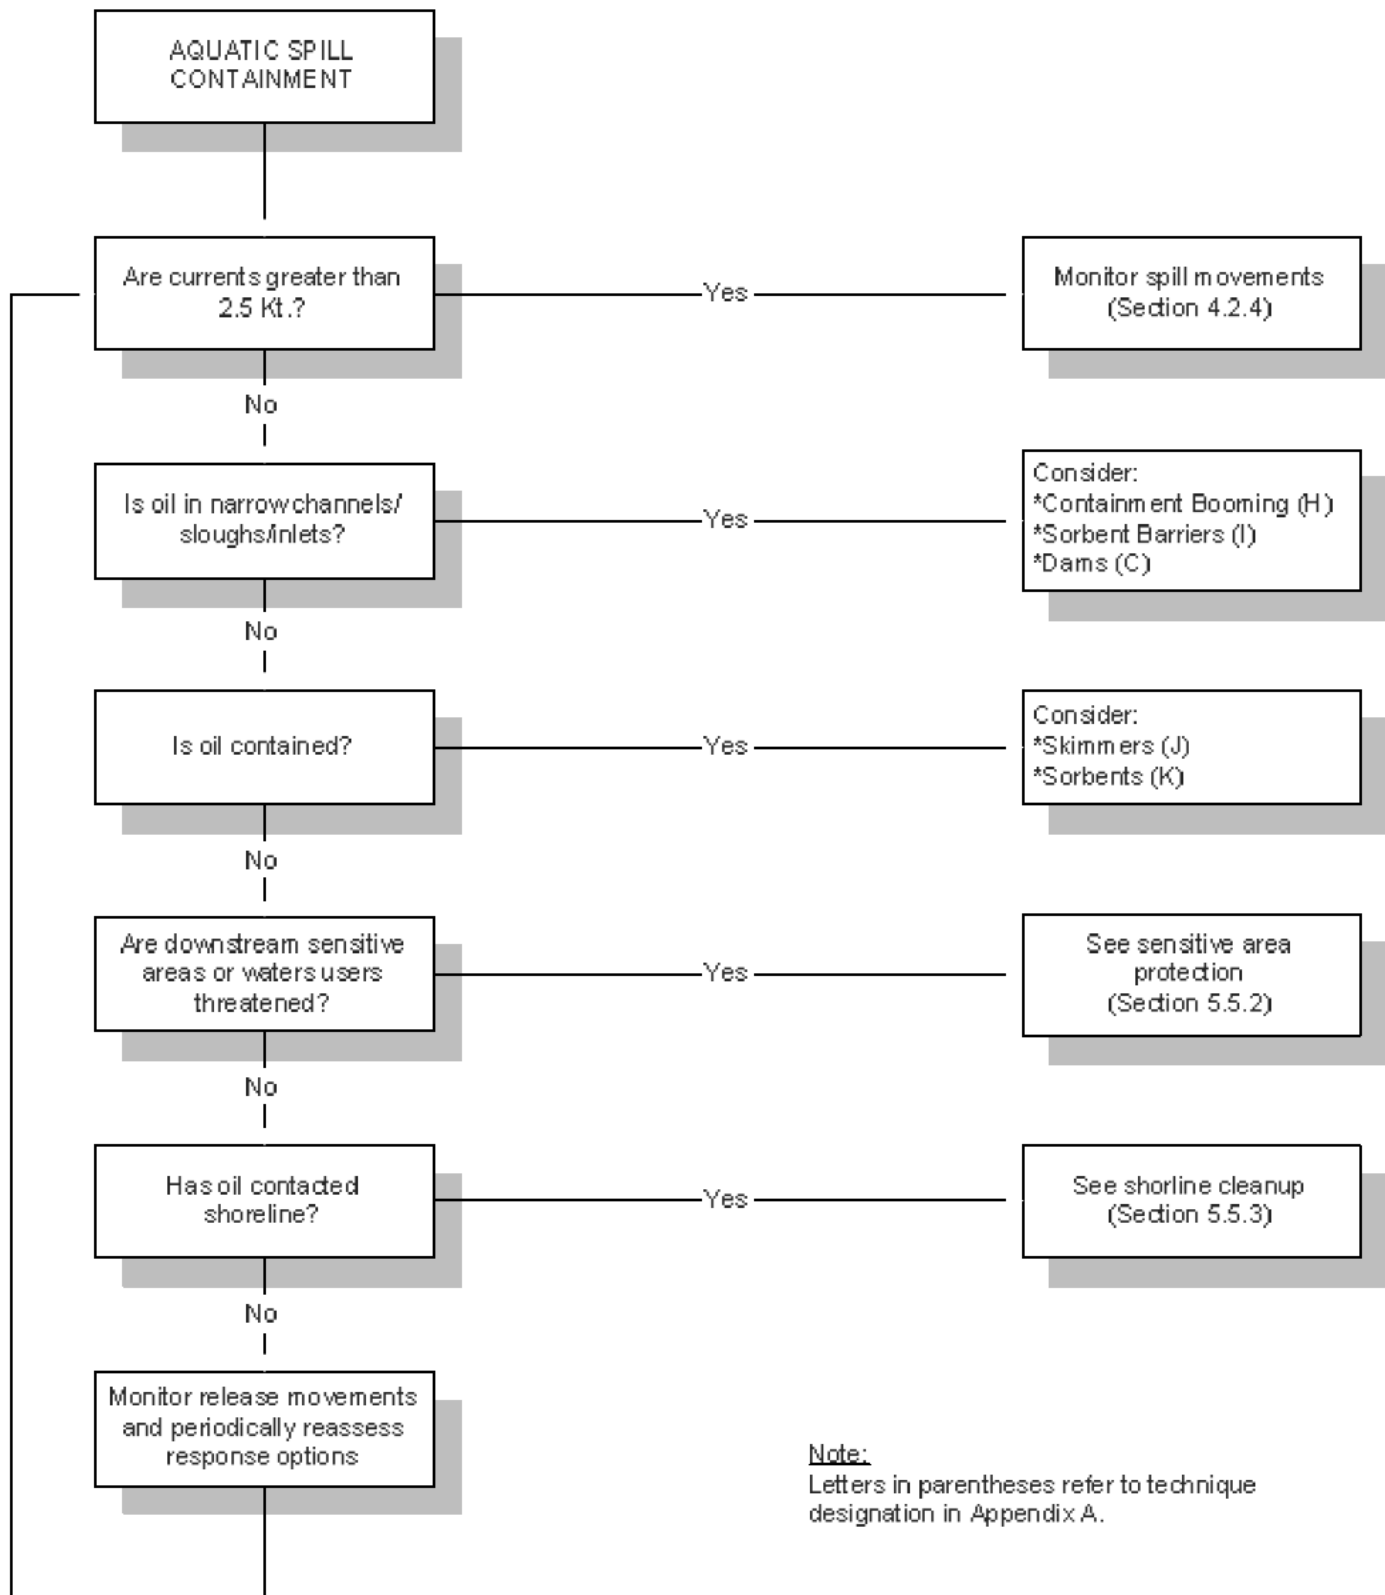 AQUATIC SPILL
CONTAINMENT
Are currents greater than
2.5 Kt.?
Yes
Monitor spill movements
(Section 4.2.4)
No
Is oil in narrow channels/
sloughs/inlets?
Yes
Consider:
*Containment Booming (H)
*Sorbent Barriers (I)
*Dams (C)
No
Is oil contained?
Yes
Consider:
*Skimmers (J)
*Sorbents (K)
No
Are downstream sensitive
areas or waters users
threatened?
Yes
See sensitive area
protection
(Section 5.5.2)
No
Has oil contacted
shoreline?
Yes
See shorline cleanup
(Section 5.5.3)
No
Monitor release movements
and periodically reassess
response options
Note:
Letters in parentheses refer to technique
designation in Appendix A.